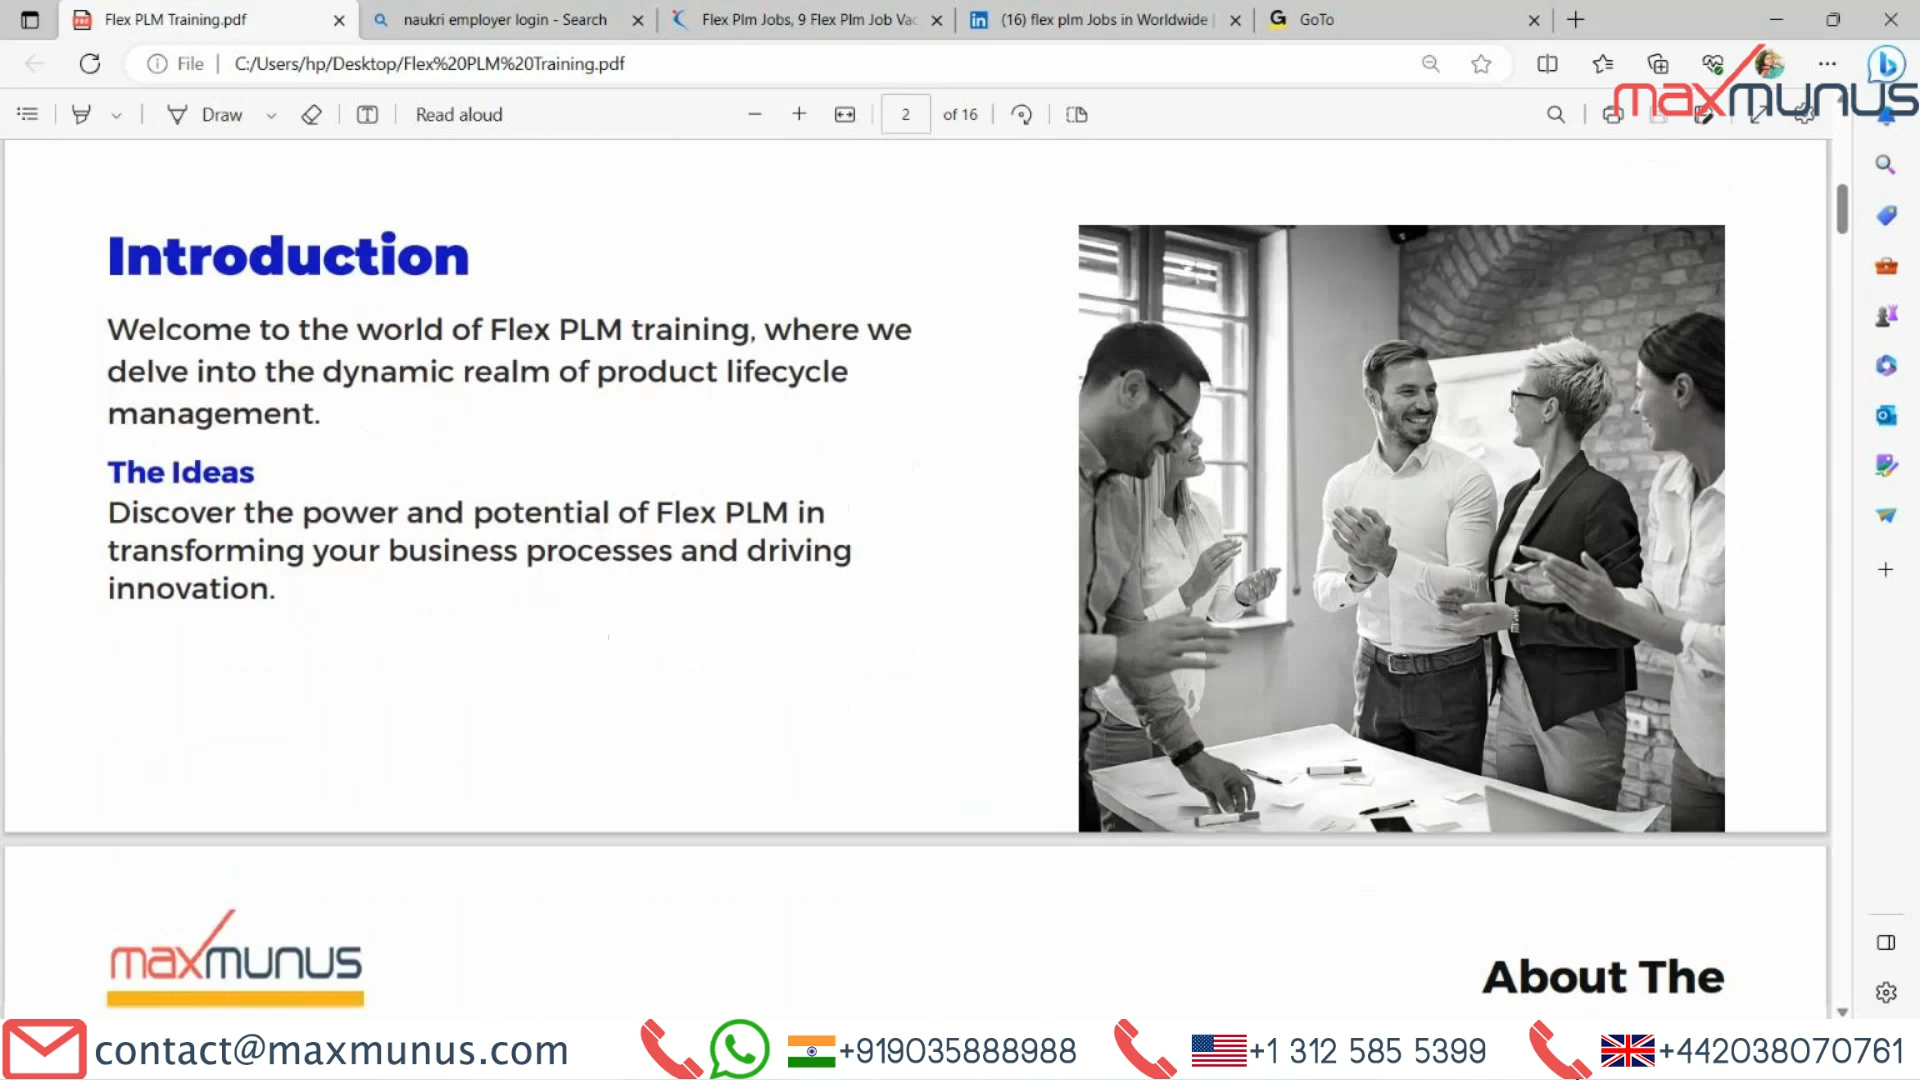 Flex PLM Training.pdf
naukri employer login - Search
Flex Plm Jobs, 9 Flex Plm Job Vac
(16) flex plm Jobs in Worldwide |
GoTo
File
C:/Users/hp/Desktop/Flex%20PLM%20Training.pdf
maxmunus
Draw
Read aloud
2
of 16
Introduction
Welcome to the world of Flex PLM training, where we
delve into the dynamic realm of product lifecycle
management.
The Ideas
Discover the power and potential of Flex PLM in
transforming your business processes and driving
innovation.
maxmunus
About The
contact@maxmunus.com
+919035888988
+1 312 585 5399
+442038070761